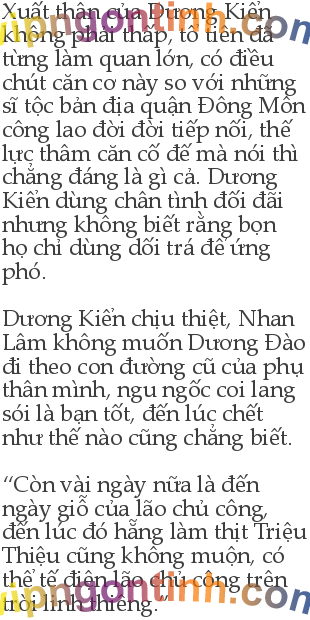 Xuất thân của Dương Kiển
không phải thấp, tổ tiên đã
từng làm quan lớn, có điều
chút căn cơ này so với những
sĩ tộc bản địa quận Đông Môn
công lao đời đời tiếp nối, thế
lực thâm căn cố đế mà nói thì
chẳng đáng là gì cả. Dương
Kiển dùng chân tình đối đãi
nhưng không biết rằng bọn
họ chỉ dùng dối trá để ứng
phó.
Dương Kiển chịu thiệt, Nhan
Lâm không muốn Dương Đào
đi theo con đường cũ của phụ
thân mình, ngu ngốc coi lang
sói là bạn tốt, đến lúc chết
như thế nào cũng chẳng biết.
“Còn vài ngày nữa là đến
ngày giỗ của lão chủ công,
đến lúc đó hẵng làm thịt Triệu
Thiệu cũng không muộn, có
thể tế điện lão chủ công trên
trời linh thiêng.”
vipngontinh.com
vipngontinh.com